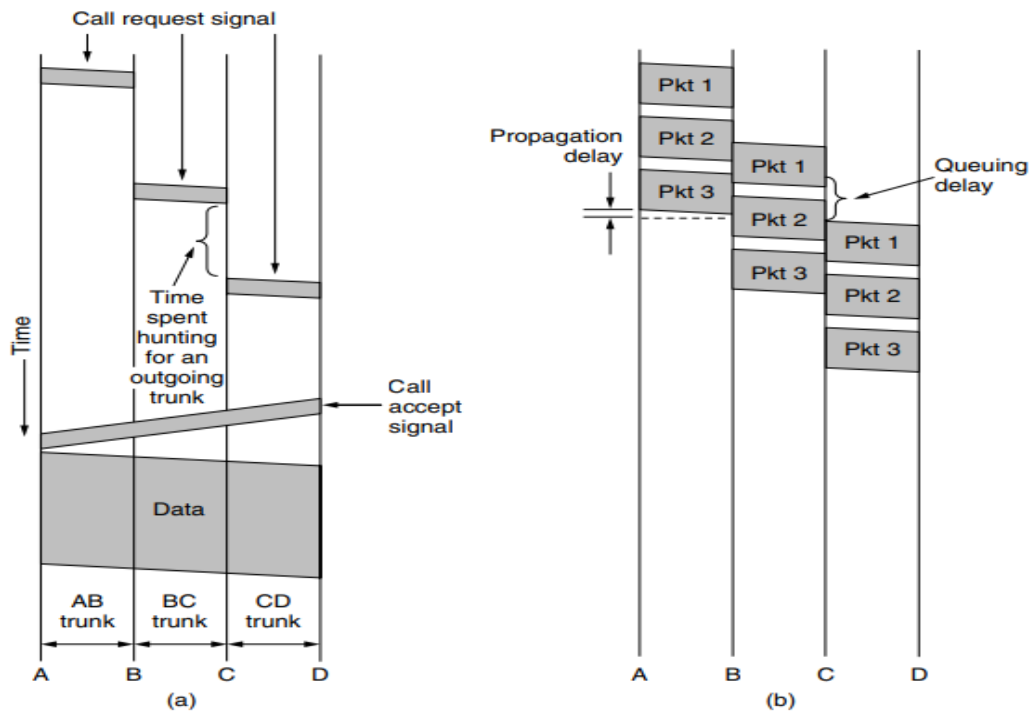 Call request signal
Time
Time
spent
hunting
for an
outgoing
trunk
Call
accept
signal
Data
AB
trunk
BC
trunk
CD
trunk
A
B
C
D
(a)
Pkt 1
Pkt 2
Pkt 3
Propagation
delay
Pkt 1
Pkt 2
Pkt 3
Queuing
delay
Pkt 1
Pkt 2
Pkt 3
A
B
C
D
(b)